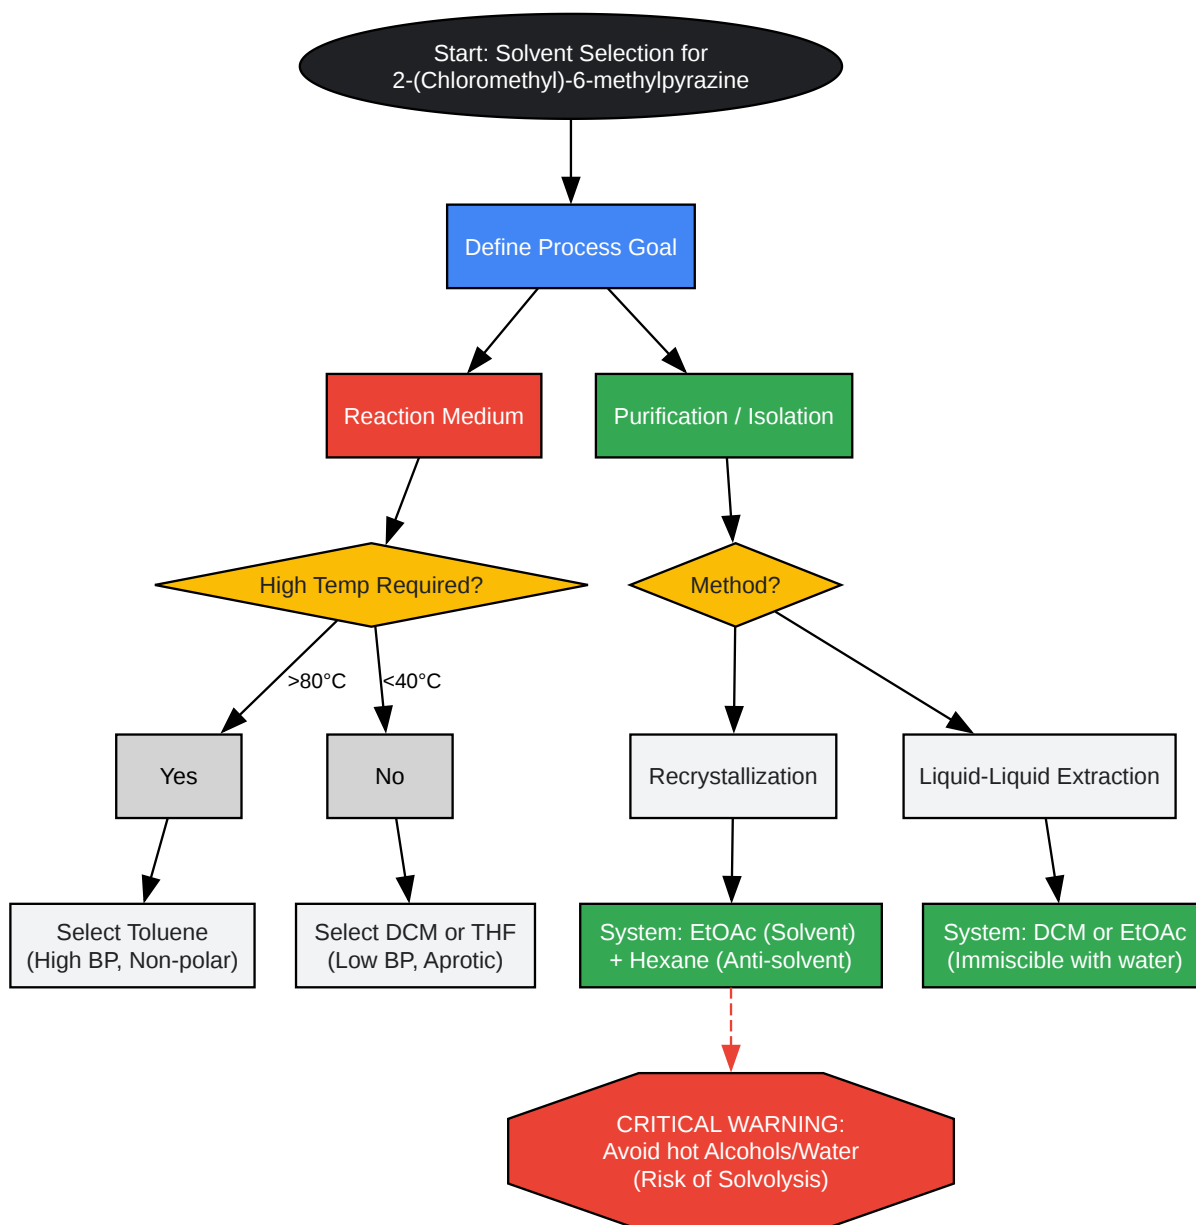 Start: Solvent Selection for
2-(Chloromethyl)-6-methylpyrazine
Define Process Goal
Reaction Medium
Purification / Isolation
High Temp Required?
Method?
>80°C
<40°C
Yes
No
Recrystallization
Liquid-Liquid Extraction
Select Toluene
(High BP, Non-polar)
Select DCM or THF
(Low BP, Aprotic)
System: EtOAc (Solvent)
+ Hexane (Anti-solvent)
System: DCM or EtOAc
(Immiscible with water)
CRITICAL WARNING:
Avoid hot Alcohols/Water
(Risk of Solvolysis)